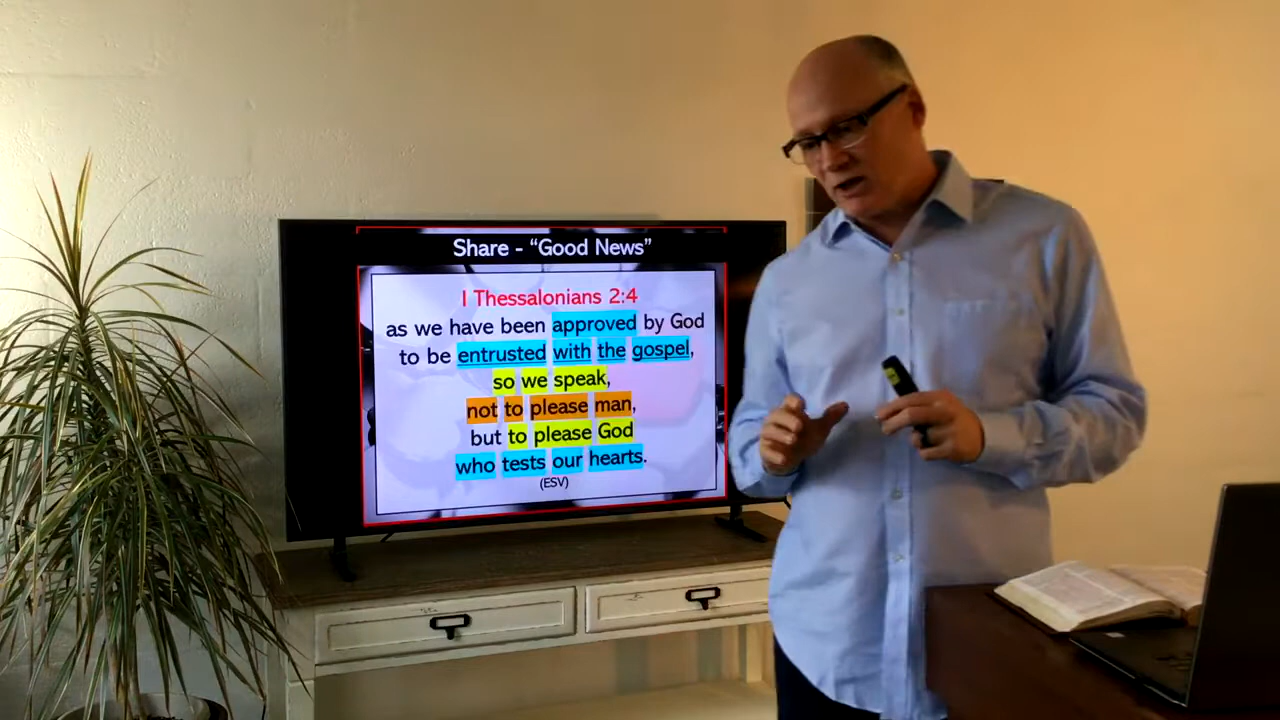 Share - “Good News”
I Thessalonians 2:4
as we have been approved by God
to be entrusted with the gospel,
so we speak,
not to please man,
but to please God
who tests our hearts.
(ESV)